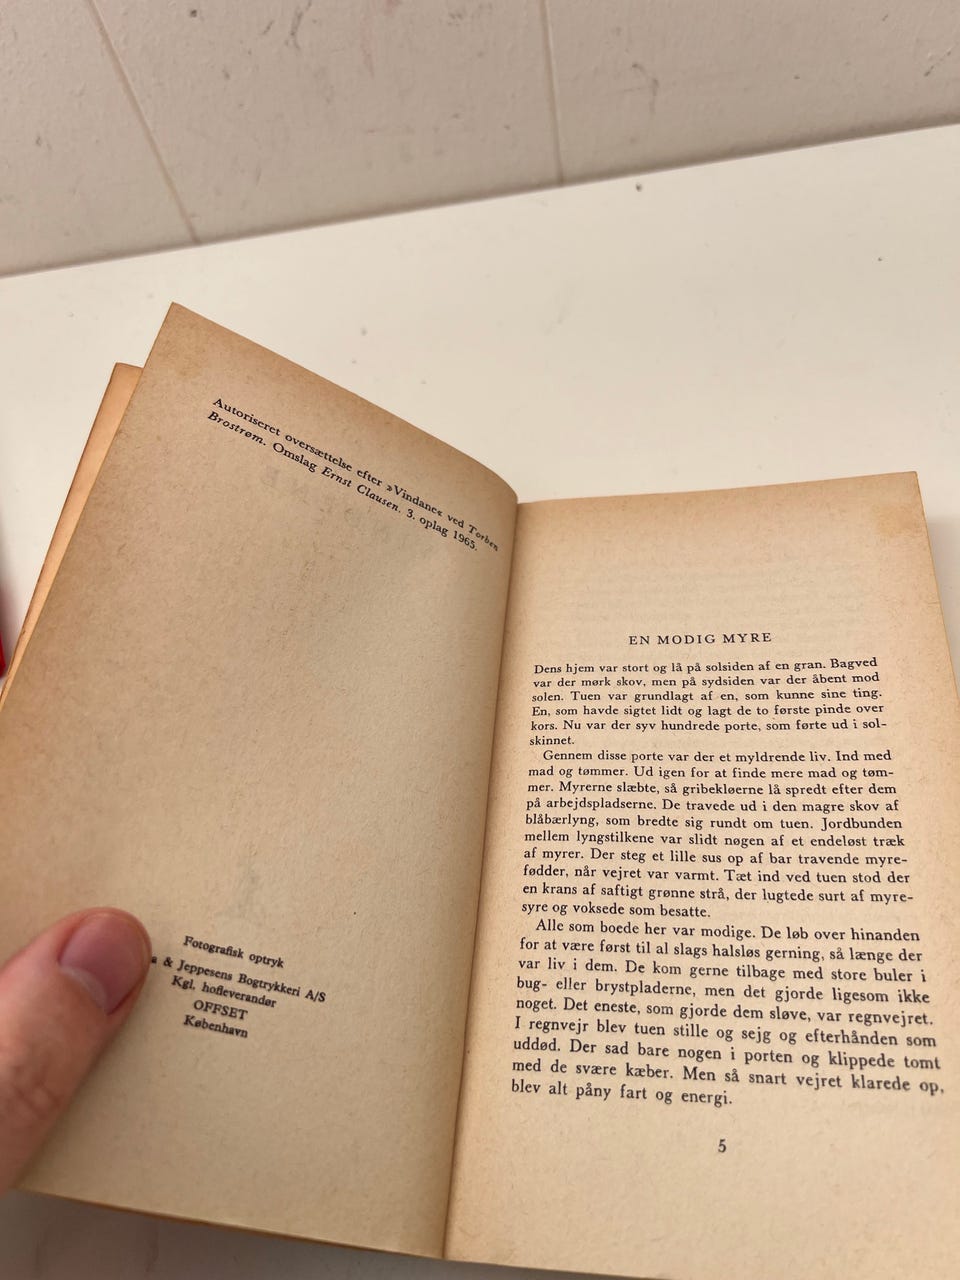 Autoriseret oversættelse efter »Vindane« ved Torben
Brostrøm. Omslag Ernst Clausen. 3. oplag 1965.
Fotografisk optryk
& Jeppesens Bogtrykkeri A/S
Kgl. hofleverandør
OFFSET
København
EN MODIG MYRE
Dens hjem var stort og lå på solsiden af en gran. Bagved
var der mørk skov, men på sydsiden var der åbent mod
solen. Tuen var grundlagt af en, som kunne sine ting.
En, som havde sigtet lidt og lagt de to første pinde over
kors. Nu var der syv hundrede porte, som førte ud i sol-
skinnet.
Gennem disse porte var der et myldrende liv. Ind med
mad og tømmer. Ud igen for at finde mere mad og tøm-
mer. Myrerne slæbte, så gribekløerne lå spredt efter dem
på arbejdspladserne. De travede ud i den magre skov af
blåbærlyng, som bredte sig rundt om tuen. Jordbunden
mellem lyngstilkene var slidt nøgen af et endeløst træk
af myrer. Der steg et lille sus op af bar travende myre-
fødder, når vejret var varmt. Tæt ind ved tuen stod der
en krans af saftigt grønne strå, der lugtede surt af myre-
syre og voksede som besatte.
Alle som boede her var modige. De løb over hinanden
for at være først til al slags halsløs gerning, så længe der
var liv i dem. De kom gerne tilbage med store buler i
bug- eller brystpladerne, men det gjorde ligesom ikke
noget. Det eneste, som gjorde dem sløve, var regnvejret.
I regnvejr blev tuen stille og sejg og efterhånden som
uddød. Der sad bare nogen i porten og klippede tomt
med de svære kæber. Men så snart vejret klarede op,
blev alt påny fart og energi.
5